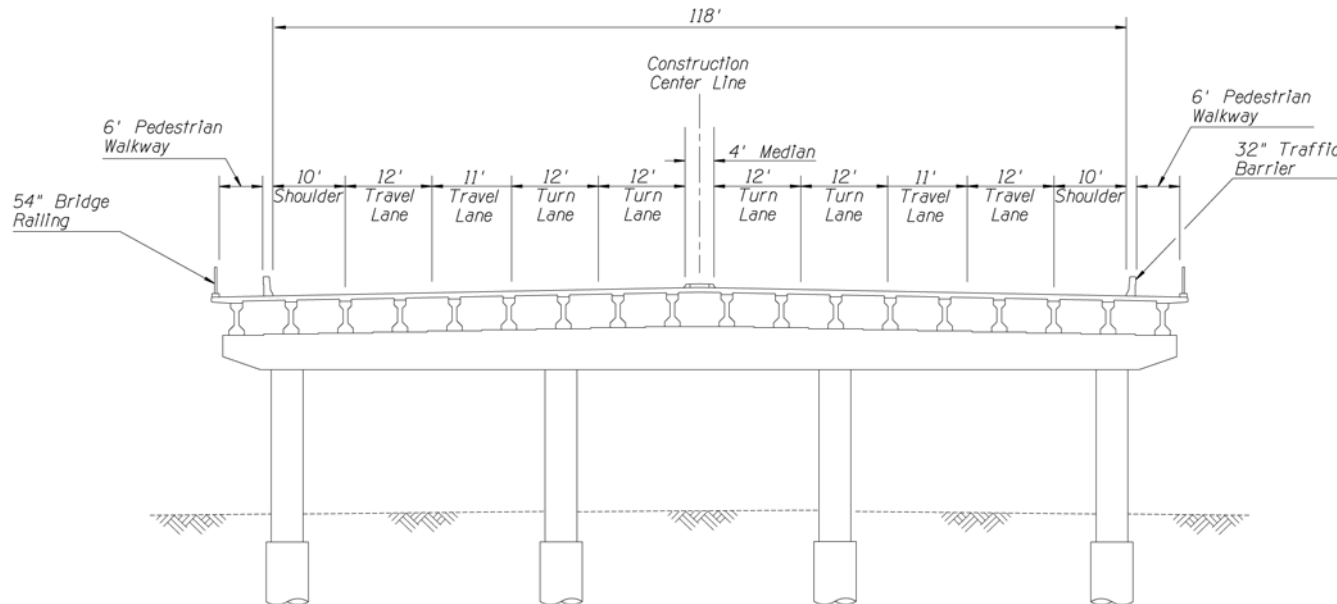 118'
Construction
Center Line
6' Pedestrian
Walkway
6' Pedestrian
Walkway
4' Median
32" Traffic
Barrier
54" Bridge
Railing
10'
Shoulder
12'
Travel
Lane
11'
Travel
Lane
12'
Turn
Lane
12'
Turn
Lane
12'
Turn
Lane
12'
Turn
Lane
11'
Travel
Lane
12'
Travel
Lane
10'
Shoulder